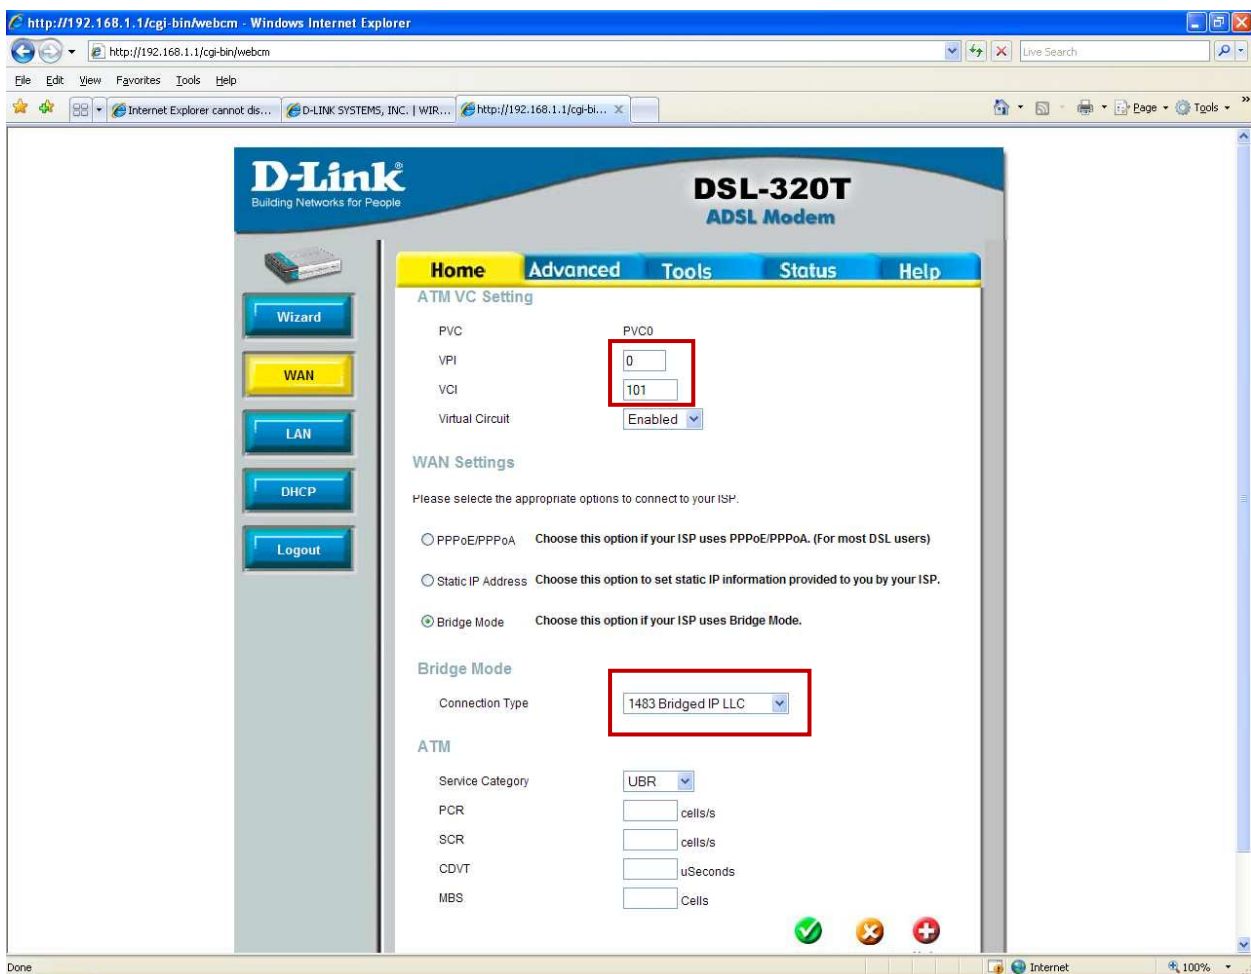 http://192.168.1.1/cgi-bin/webcm - Windows Internet Explorer
http://192.168.1.1/cgi-bin/webcm
Live Search
File Edit View Favorites Tools Help
Internet Explorer cannot dis...
D-LINK SYSTEMS, INC. | WIR...
http://192.168.1.1/cgi-bi...
Page Tools
D-Link®
Building Networks for People
DSL-320T
ADSL Modem
Home Advanced Tools Status Help
Wizard
WAN
LAN
DHCP
Logout
ATM VC Setting
PVC PVC0
VPI 0
VCI 101
Virtual Circuit Enabled
WAN Settings
Please selecte the appropriate options to connect to your ISP.
PPPoE/PPPoA Choose this option if your ISP uses PPPoE/PPPoA. (For most DSL users)
Static IP Address Choose this option to set static IP information provided to you by your ISP.
Bridge Mode Choose this option if your ISP uses Bridge Mode.
Bridge Mode
Connection Type 1483 Bridged IP LLC
ATM
Service Category UBR
PCR cells/s
SCR cells/s
CDVT uSeconds
MBS Cells
Done Internet 100%